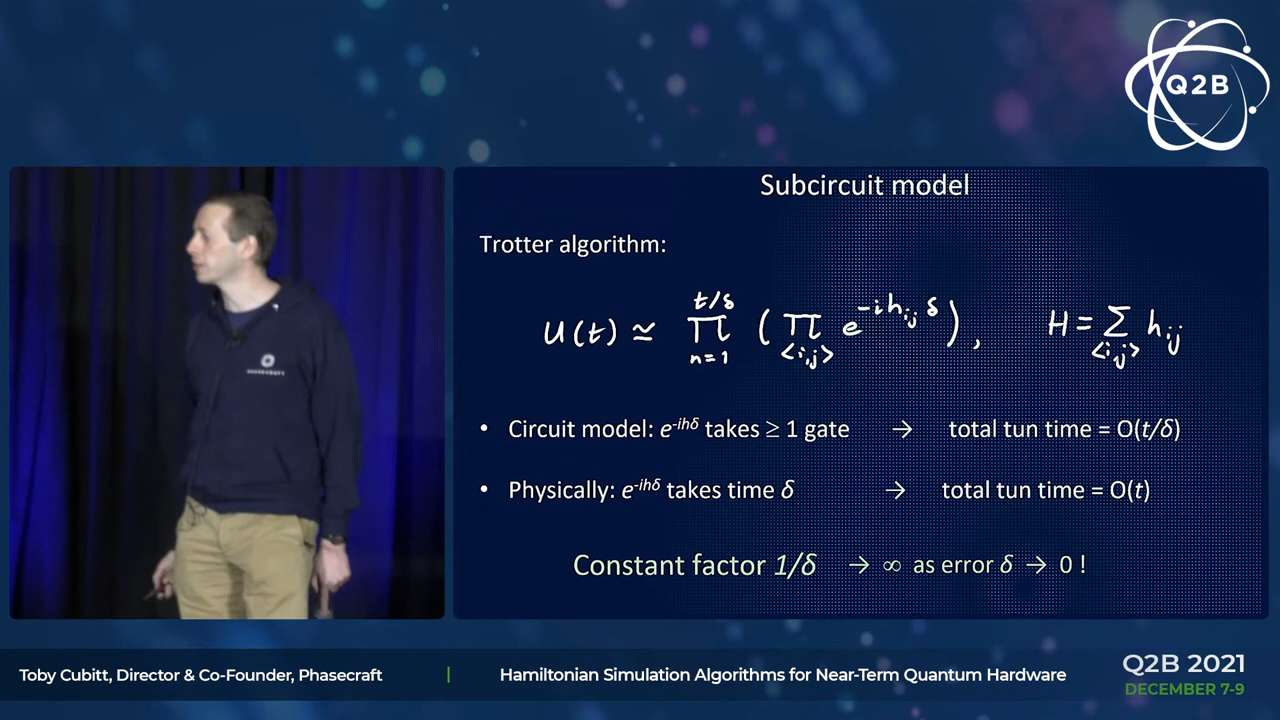 Q2B
Subcircuit model
Trotter algorithm:
U(t) ≃ ∏_{n=1}^{t/δ} ( ∏_{<i,j>} e^{-ih_{ij}δ} ) , H = Σ_{<i,j>} h_{ij}
• Circuit model: e^{-ihδ} takes ≥ 1 gate → total tun time = O(t/δ)
• Physically: e^{-ihδ} takes time δ → total tun time = O(t)
Constant factor 1/δ → ∞ as error δ → 0 !
Toby Cubitt, Director & Co-Founder, Phasecraft | Hamiltonian Simulation Algorithms for Near-Term Quantum Hardware
Q2B 2021
DECEMBER 7-9